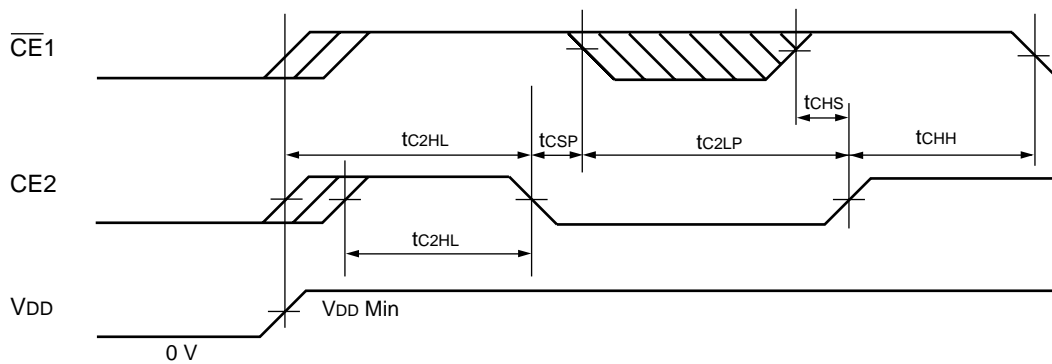 CE1
tCHS
tC2HL tCSP tC2LP tCHH
CE2
tC2HL
VDD
VDD Min
0 V